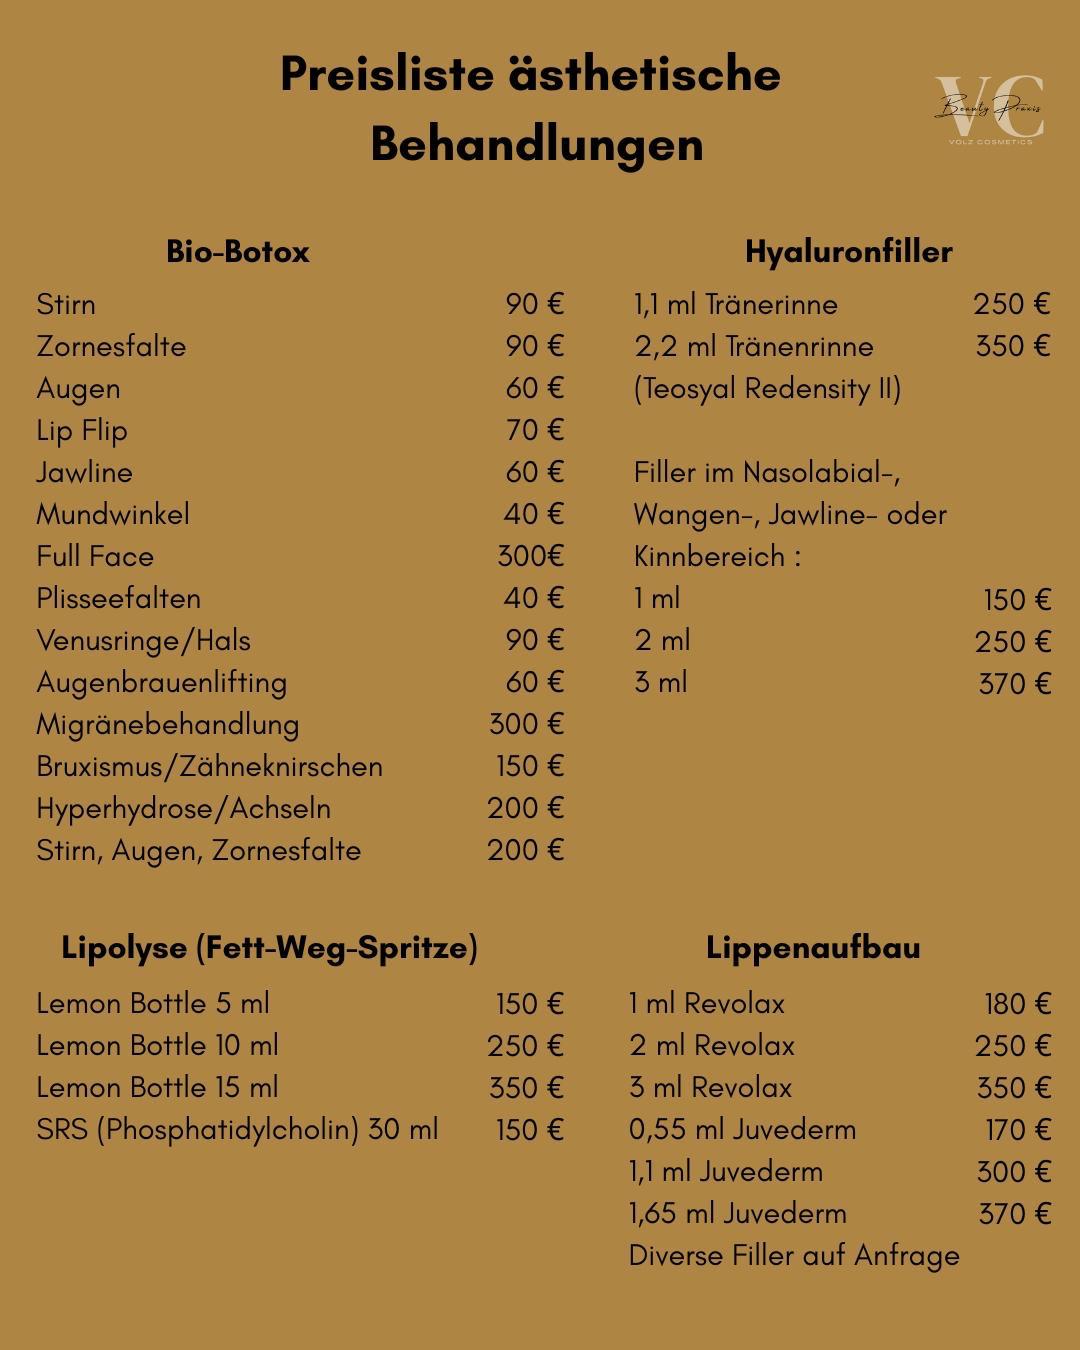 Preisliste ästhetische
Behandlungen
VC
Beauty Praxis
VOLZ COSMETICS
Bio-Botox
Stirn 90 €
Zornesfalte 90 €
Augen 60 €
Lip Flip 70 €
Jawline 60 €
Mundwinkel 40 €
Full Face 300€
Plisseefalten 40 €
Venusringe/Hals 90 €
Augenbrauenlifting 60 €
Migränebehandlung 300 €
Bruxismus/Zähneknirschen 150 €
Hyperhydrose/Achseln 200 €
Stirn, Augen, Zornesfalte 200 €
Hyaluronfiller
1,1 ml Tränerinne 250 €
2,2 ml Tränenrinne 350 €
(Teosyal Redensity II)
Filler im Nasolabial-,
Wangen-, Jawline- oder
Kinnbereich :
1 ml 150 €
2 ml 250 €
3 ml 370 €
Lipolyse (Fett-Weg-Spritze)
Lemon Bottle 5 ml 150 €
Lemon Bottle 10 ml 250 €
Lemon Bottle 15 ml 350 €
SRS (Phosphatidylcholin) 30 ml 150 €
Lippenaufbau
1 ml Revolax 180 €
2 ml Revolax 250 €
3 ml Revolax 350 €
0,55 ml Juvederm 170 €
1,1 ml Juvederm 300 €
1,65 ml Juvederm 370 €
Diverse Filler auf Anfrage